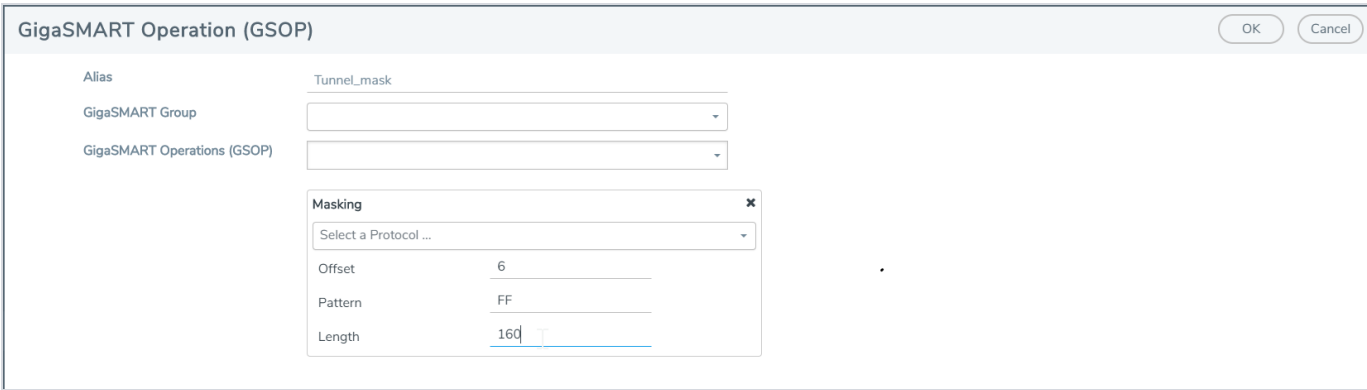 GigaSMART Operation (GSOP)
OK
Cancel
Alias
Tunnel_mask
GigaSMART Group
GigaSMART Operations (GSOP)
Masking
Select a Protocol ...
Offset
6
Pattern
FF
Length
160